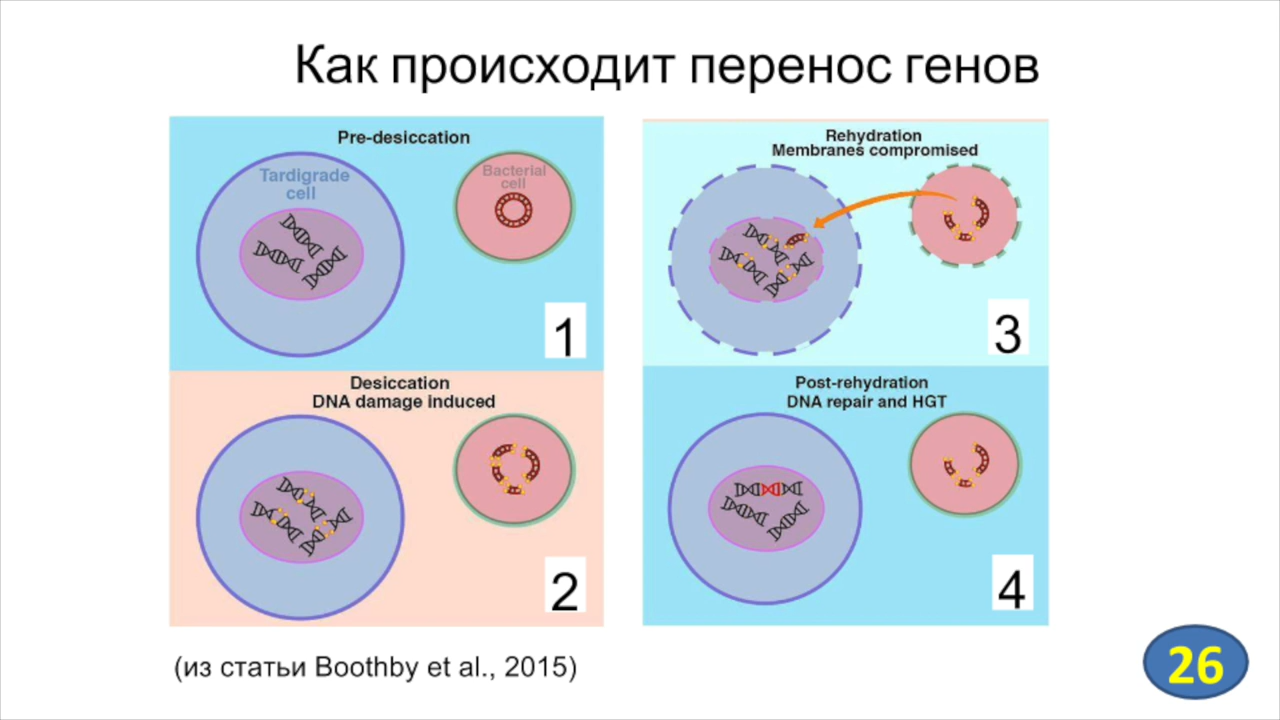 Как происходит перенос генов
Pre-desiccation
Tardigrade
cell
Bacterial
cell
1
Desiccation
DNA damage induced
2
Rehydration
Membranes compromised
3
Post-rehydration
DNA repair and HGT
4
(из статьи Boothby et al., 2015)
26